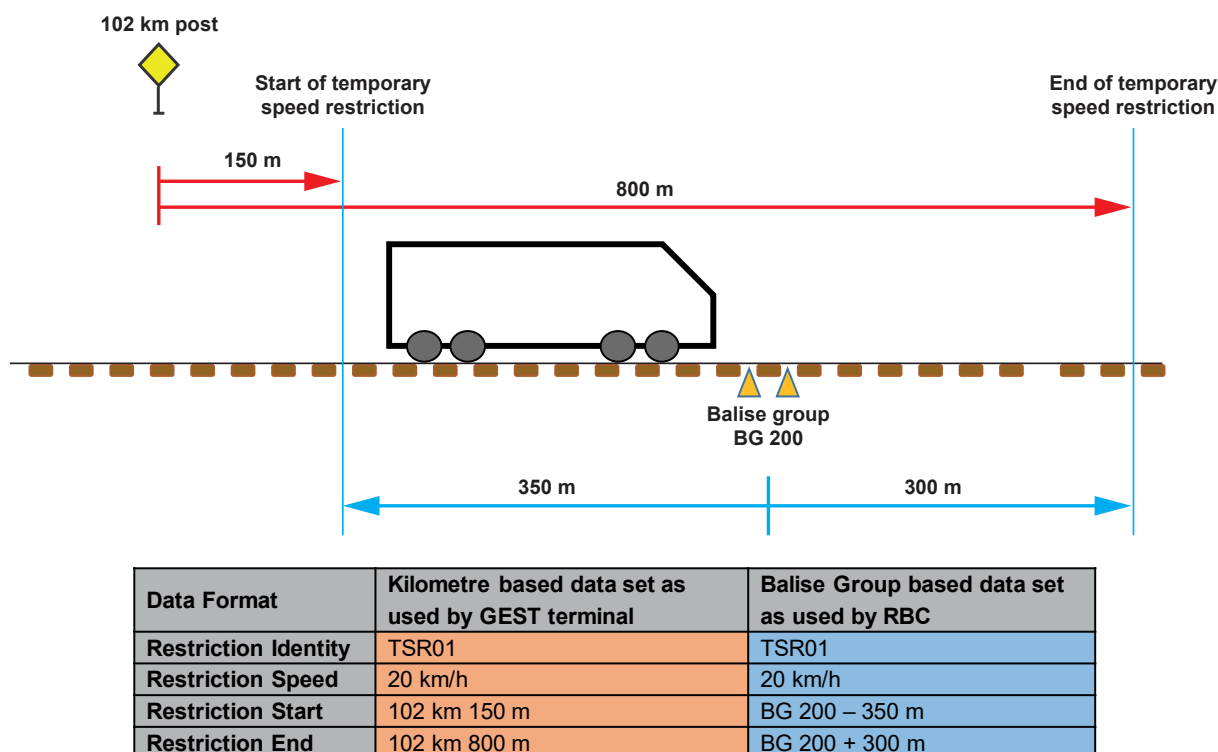 102 km post
Start of temporary
speed restriction
End of temporary
speed restriction
150 m
800 m
Balise group
BG 200
350 m
300 m
Data Format
Kilometre based data set as
used by GEST terminal
Balise Group based data set
as used by RBC
Restriction Identity TSR01 TSR01
Restriction Speed 20 km/h 20 km/h
Restriction Start 102 km 150 m BG 200 – 350 m
Restriction End 102 km 800 m BG 200 + 300 m